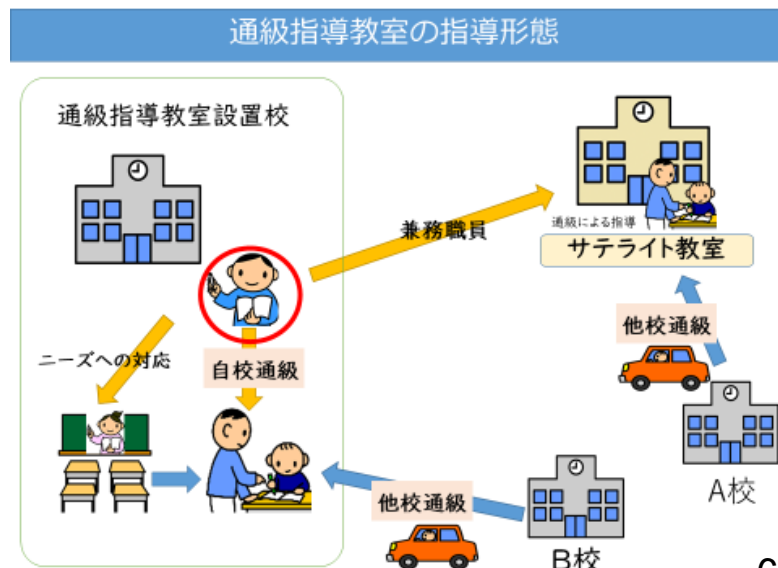 通級指導教室の指導形態
通級指導教室設置校
兼務職員
通級による指導
サテライト教室
ニーズへの対応
自校通級
他校通級
A校
他校通級
B校